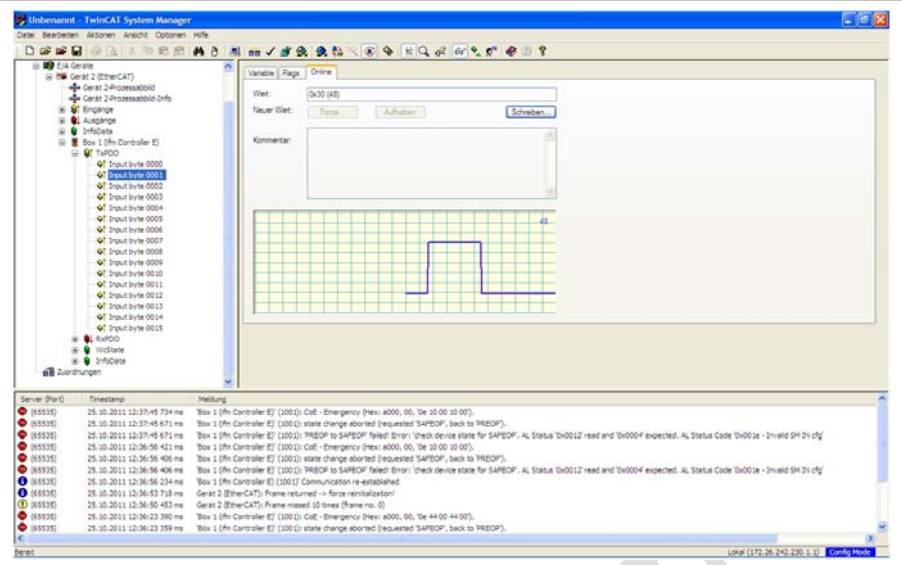 Unbenannt - TwinCAT System Manager
Datei Bearbeiten Aktionen Ansicht Optionen Hilfe
E/A Geräte
Gerät 2 (EtherCAT)
Gerät 2-Prozessabbild
Gerät 2-Prozessabbild-Info
Eingänge
Ausgänge
InfoData
Box 1 (ifm Controller E)
TxPDO
Input byte 0000
Input byte 0001
Input byte 0002
Input byte 0003
Input byte 0004
Input byte 0005
Input byte 0006
Input byte 0007
Input byte 0008
Input byte 0009
Input byte 0010
Input byte 0011
Input byte 0012
Input byte 0013
Input byte 0014
Input byte 0015
RxPDO
WcState
InfoData
Zuordnungen
Variable Flags Online
Wert: 0x30 (48)
Neuer Wert: Force... Aufheben Schreiben...
Kommentar:
48
Server (Port) Timestamp Meldung
(65535) 25.10.2011 12:37:45 734 ms 'Box 1 (ifm Controller E)' (1001): CoE - Emergency (Hex: a000, 00, '0e 10 00 10 00').
(65535) 25.10.2011 12:37:45 671 ms 'Box 1 (ifm Controller E)' (1001): state change aborted (requested 'SAFEOP', back to 'PREOP').
(65535) 25.10.2011 12:37:45 671 ms 'Box 1 (ifm Controller E)' (1001): 'PREOP to SAFEOP' failed! Error: 'check device state for SAFEOP'. AL Status '0x0012' read and '0x0004' expected. AL Status Code '0x001e - Invalid SM IN cfg'
(65535) 25.10.2011 12:36:56 421 ms 'Box 1 (ifm Controller E)' (1001): CoE - Emergency (Hex: a000, 00, '0e 10 00 10 00').
(65535) 25.10.2011 12:36:56 406 ms 'Box 1 (ifm Controller E)' (1001): state change aborted (requested 'SAFEOP', back to 'PREOP').
(65535) 25.10.2011 12:36:56 406 ms 'Box 1 (ifm Controller E)' (1001): 'PREOP to SAFEOP' failed! Error: 'check device state for SAFEOP'. AL Status '0x0012' read and '0x0004' expected. AL Status Code '0x001e - Invalid SM IN cfg'
(65535) 25.10.2011 12:36:56 234 ms 'Box 1 (ifm Controller E) (1001)' Communication re-established
(65535) 25.10.2011 12:36:53 718 ms Gerät 2 (EtherCAT): Frame returned -> force reinitialization!
(65535) 25.10.2011 12:36:50 453 ms Gerät 2 (EtherCAT): Frame missed 10 times (frame no. 0)
(65535) 25.10.2011 12:36:23 390 ms 'Box 1 (ifm Controller E)' (1001): CoE - Emergency (Hex: a000, 00, '0e 44 00 44 00').
(65535) 25.10.2011 12:36:23 359 ms 'Box 1 (ifm Controller E)' (1001): state change aborted (requested 'SAFEOP', back to 'PREOP').
Bereit Lokal (172.26.242.230.1.1) Config Mode